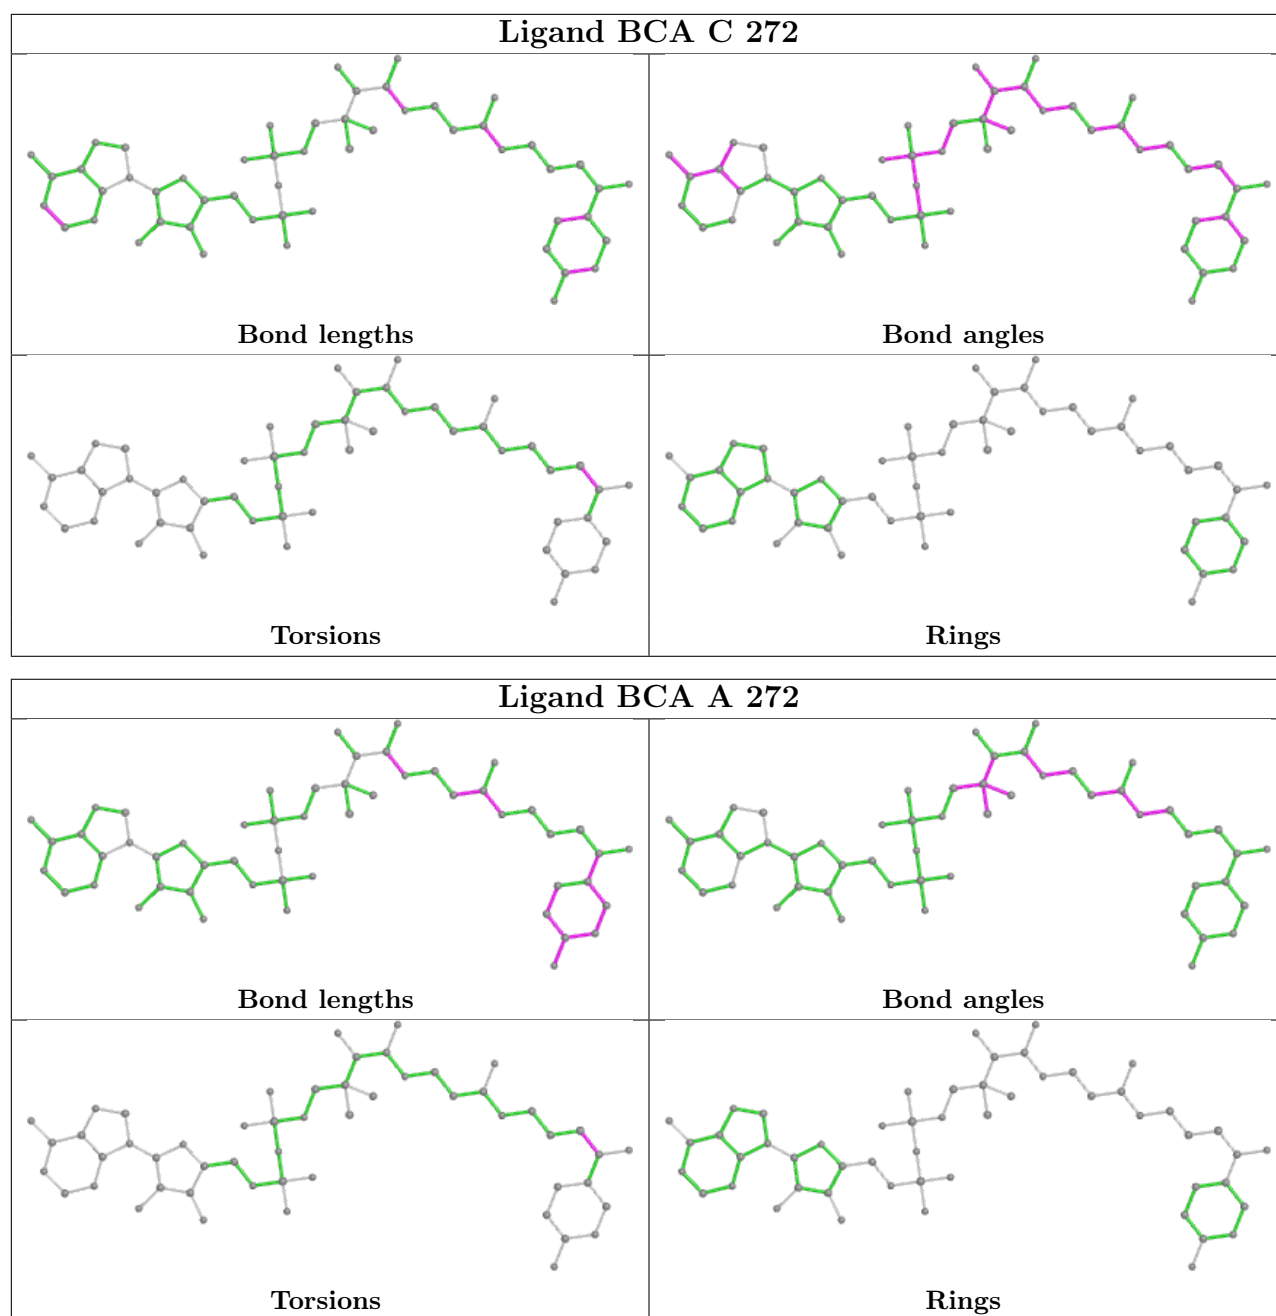 Ligand BCA C 272
Bond lengths
Bond angles
Torsions
Rings
Ligand BCA A 272
Bond lengths
Bond angles
Torsions
Rings